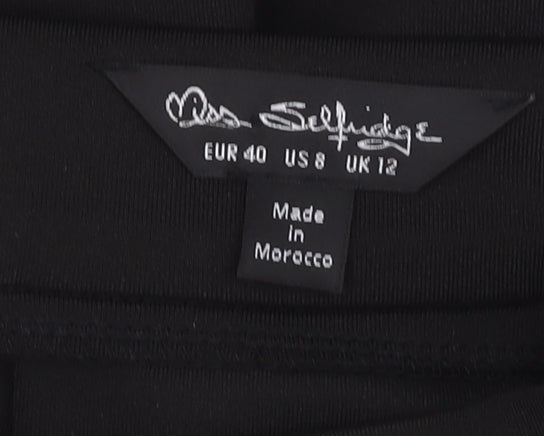 Miss Selfridge
EUR 40 US 8 UK 12
Made
in
Morocco